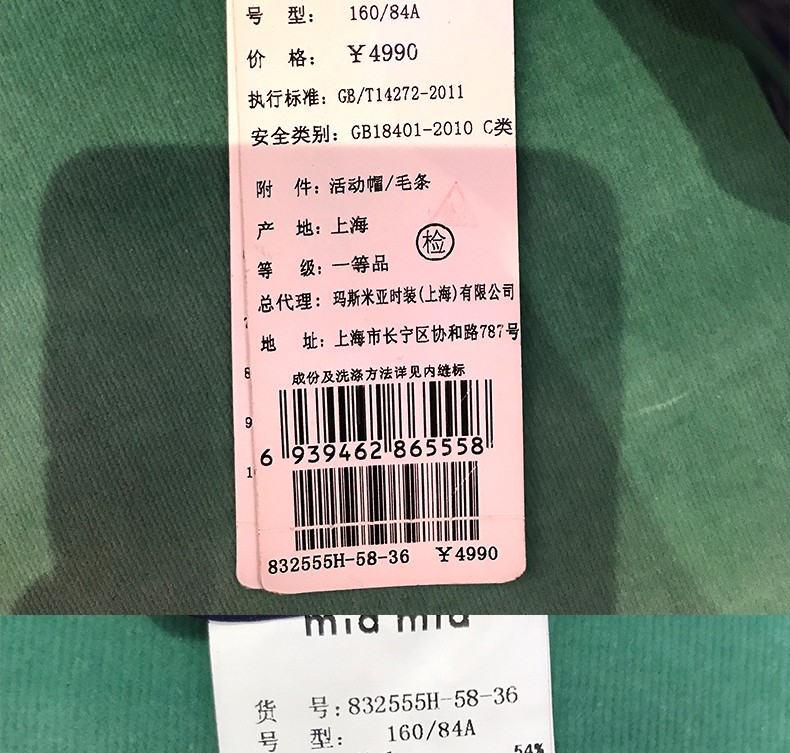 号 型： 160/84A
价 格： ￥4990
执行标准：GB/T14272-2011
安全类别：GB18401-2010 C类
附 件：活动帽/毛条
产 地：上海
检
等 级：一等品
总代理：玛斯米亚时装(上海)有限公司
地 址：上海市长宁区协和路787号
成份及洗涤方法详见内缝标
6 939462 865558
832555H-58-36 ￥4990
8
9
mia mia
货 号:832555H-58-36
号 型: 160/84A
54%